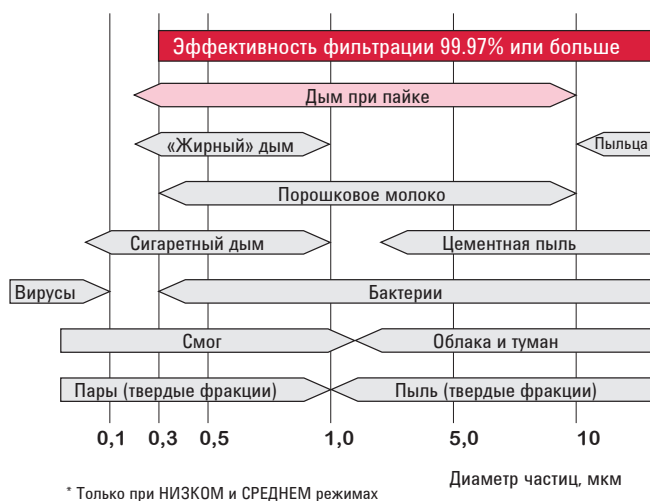 Эффективность фильтрации 99.97% или больше
Дым при пайке
«Жирный» дым
Пыльца
Порошковое молоко
Сигаретный дым
Цементная пыль
Вирусы
Бактерии
Смог
Облака и туман
Пары (твердые фракции)
Пыль (твердые фракции)
0,1 0,3 0,5 1,0 5,0 10
Диаметр частиц, мкм
* Только при НИЗКОМ и СРЕДНЕМ режимах